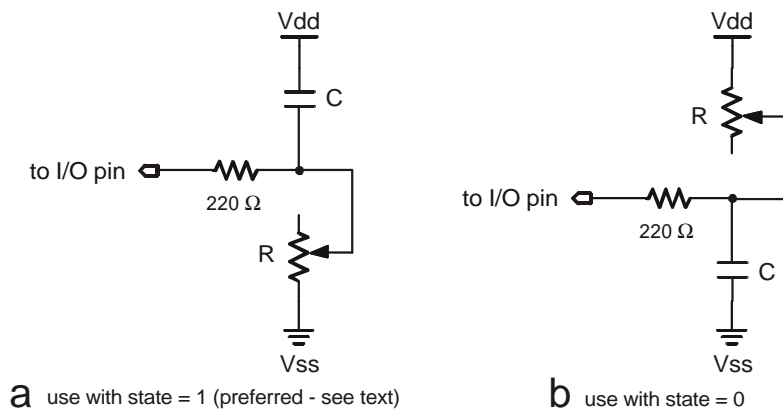 Vdd
C
to I/O pin
220 Ω
R
Vss
a use with state = 1 (preferred - see text)
Vdd
R
to I/O pin
220 Ω
C
Vss
b use with state = 0